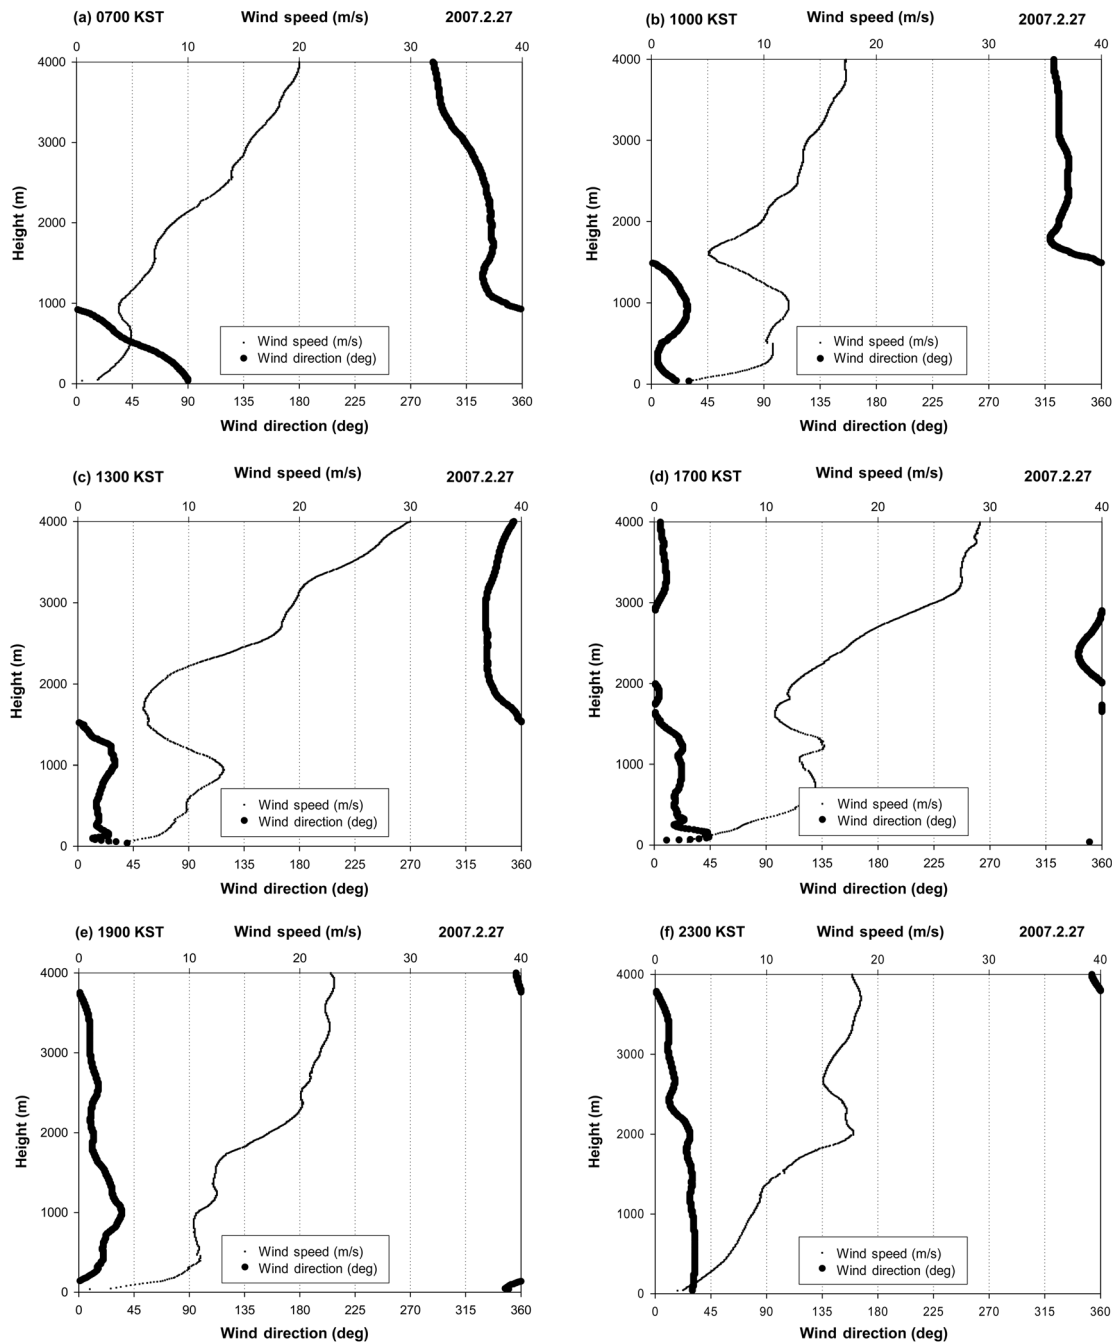 (a) 0700 KST Wind speed (m/s) 2007.2.27
0 10 20 30 40
4000
3000
2000
1000
0
Height (m)
Wind speed (m/s)
Wind direction (deg)
0 45 90 135 180 225 270 315 360
Wind direction (deg)
(b) 1000 KST Wind speed (m/s) 2007.2.27
0 10 20 30 40
4000
3000
2000
1000
0
Height (m)
Wind speed (m/s)
Wind direction (deg)
0 45 90 135 180 225 270 315 360
Wind direction (deg)
(c) 1300 KST Wind speed (m/s) 2007.2.27
0 10 20 30 40
4000
3000
2000
1000
0
Height (m)
Wind speed (m/s)
Wind direction (deg)
0 45 90 135 180 225 270 315 360
Wind direction (deg)
(d) 1700 KST Wind speed (m/s) 2007.2.27
0 10 20 30 40
4000
3000
2000
1000
0
Height (m)
Wind speed (m/s)
Wind direction (deg)
0 45 90 135 180 225 270 315 360
Wind direction (deg)
(e) 1900 KST Wind speed (m/s) 2007.2.27
0 10 20 30 40
4000
3000
2000
1000
0
Height (m)
Wind speed (m/s)
Wind direction (deg)
0 45 90 135 180 225 270 315 360
Wind direction (deg)
(f) 2300 KST Wind speed (m/s) 2007.2.27
0 10 20 30 40
4000
3000
2000
1000
0
Height (m)
Wind speed (m/s)
Wind direction (deg)
0 45 90 135 180 225 270 315 360
Wind direction (deg)